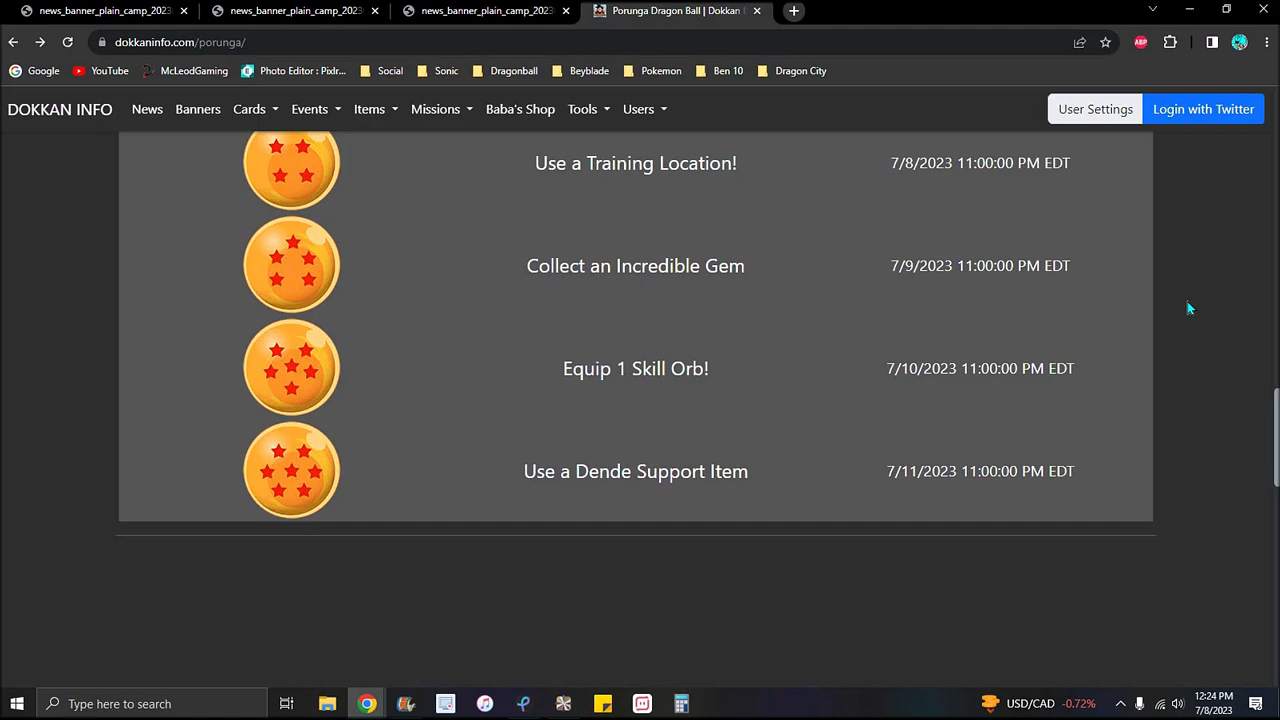 news_banner_plain_camp_2023
news_banner_plain_camp_2023
news_banner_plain_camp_2023
Porunga Dragon Ball | Dokkan
dokkaninfo.com/porunga/
ABP
Google
YouTube
McLeodGaming
Photo Editor : Pixlr...
Social
Sonic
Dragonball
Beyblade
Pokemon
Ben 10
Dragon City
DOKKAN INFO
News
Banners
Cards
Events
Items
Missions
Baba's Shop
Tools
Users
User Settings
Login with Twitter
Use a Training Location!
7/8/2023 11:00:00 PM EDT
Collect an Incredible Gem
7/9/2023 11:00:00 PM EDT
Equip 1 Skill Orb!
7/10/2023 11:00:00 PM EDT
Use a Dende Support Item
7/11/2023 11:00:00 PM EDT
Type here to search
USD/CAD -0.72%
12:24 PM
7/8/2023